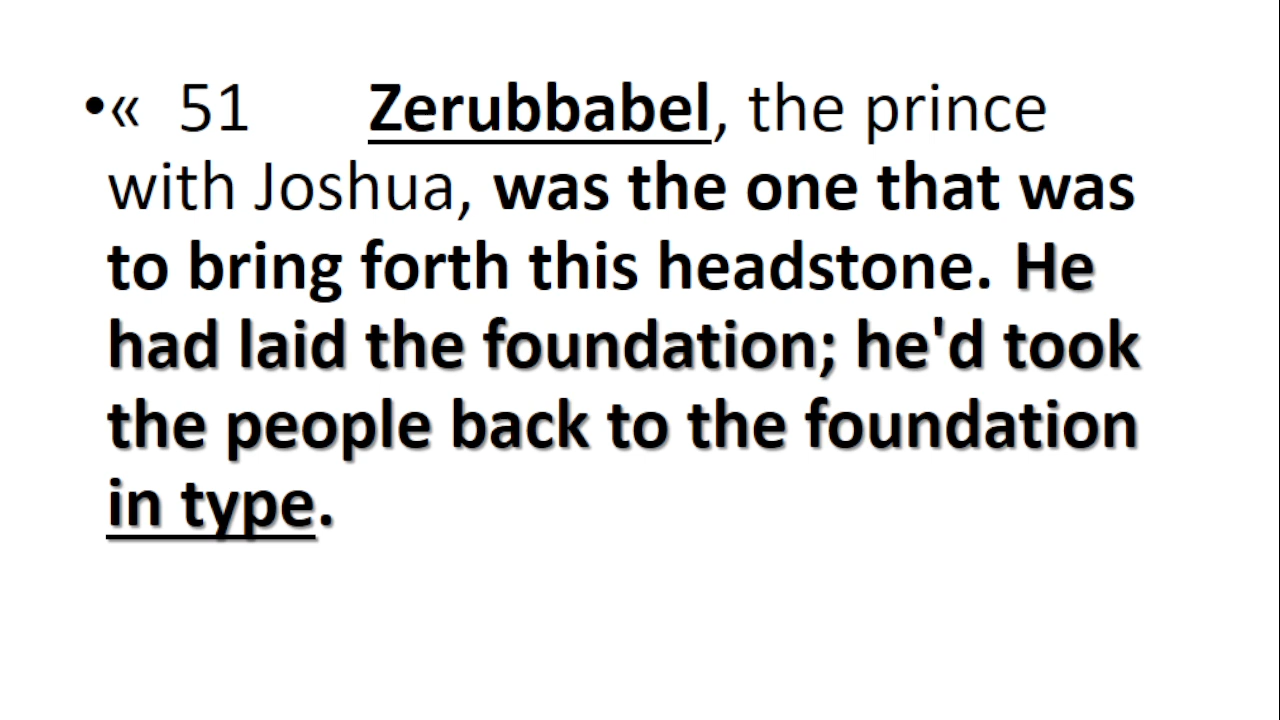 •« 51 Zerubbabel, the prince
with Joshua, was the one that was
to bring forth this headstone. He
had laid the foundation; he'd took
the people back to the foundation
in type.